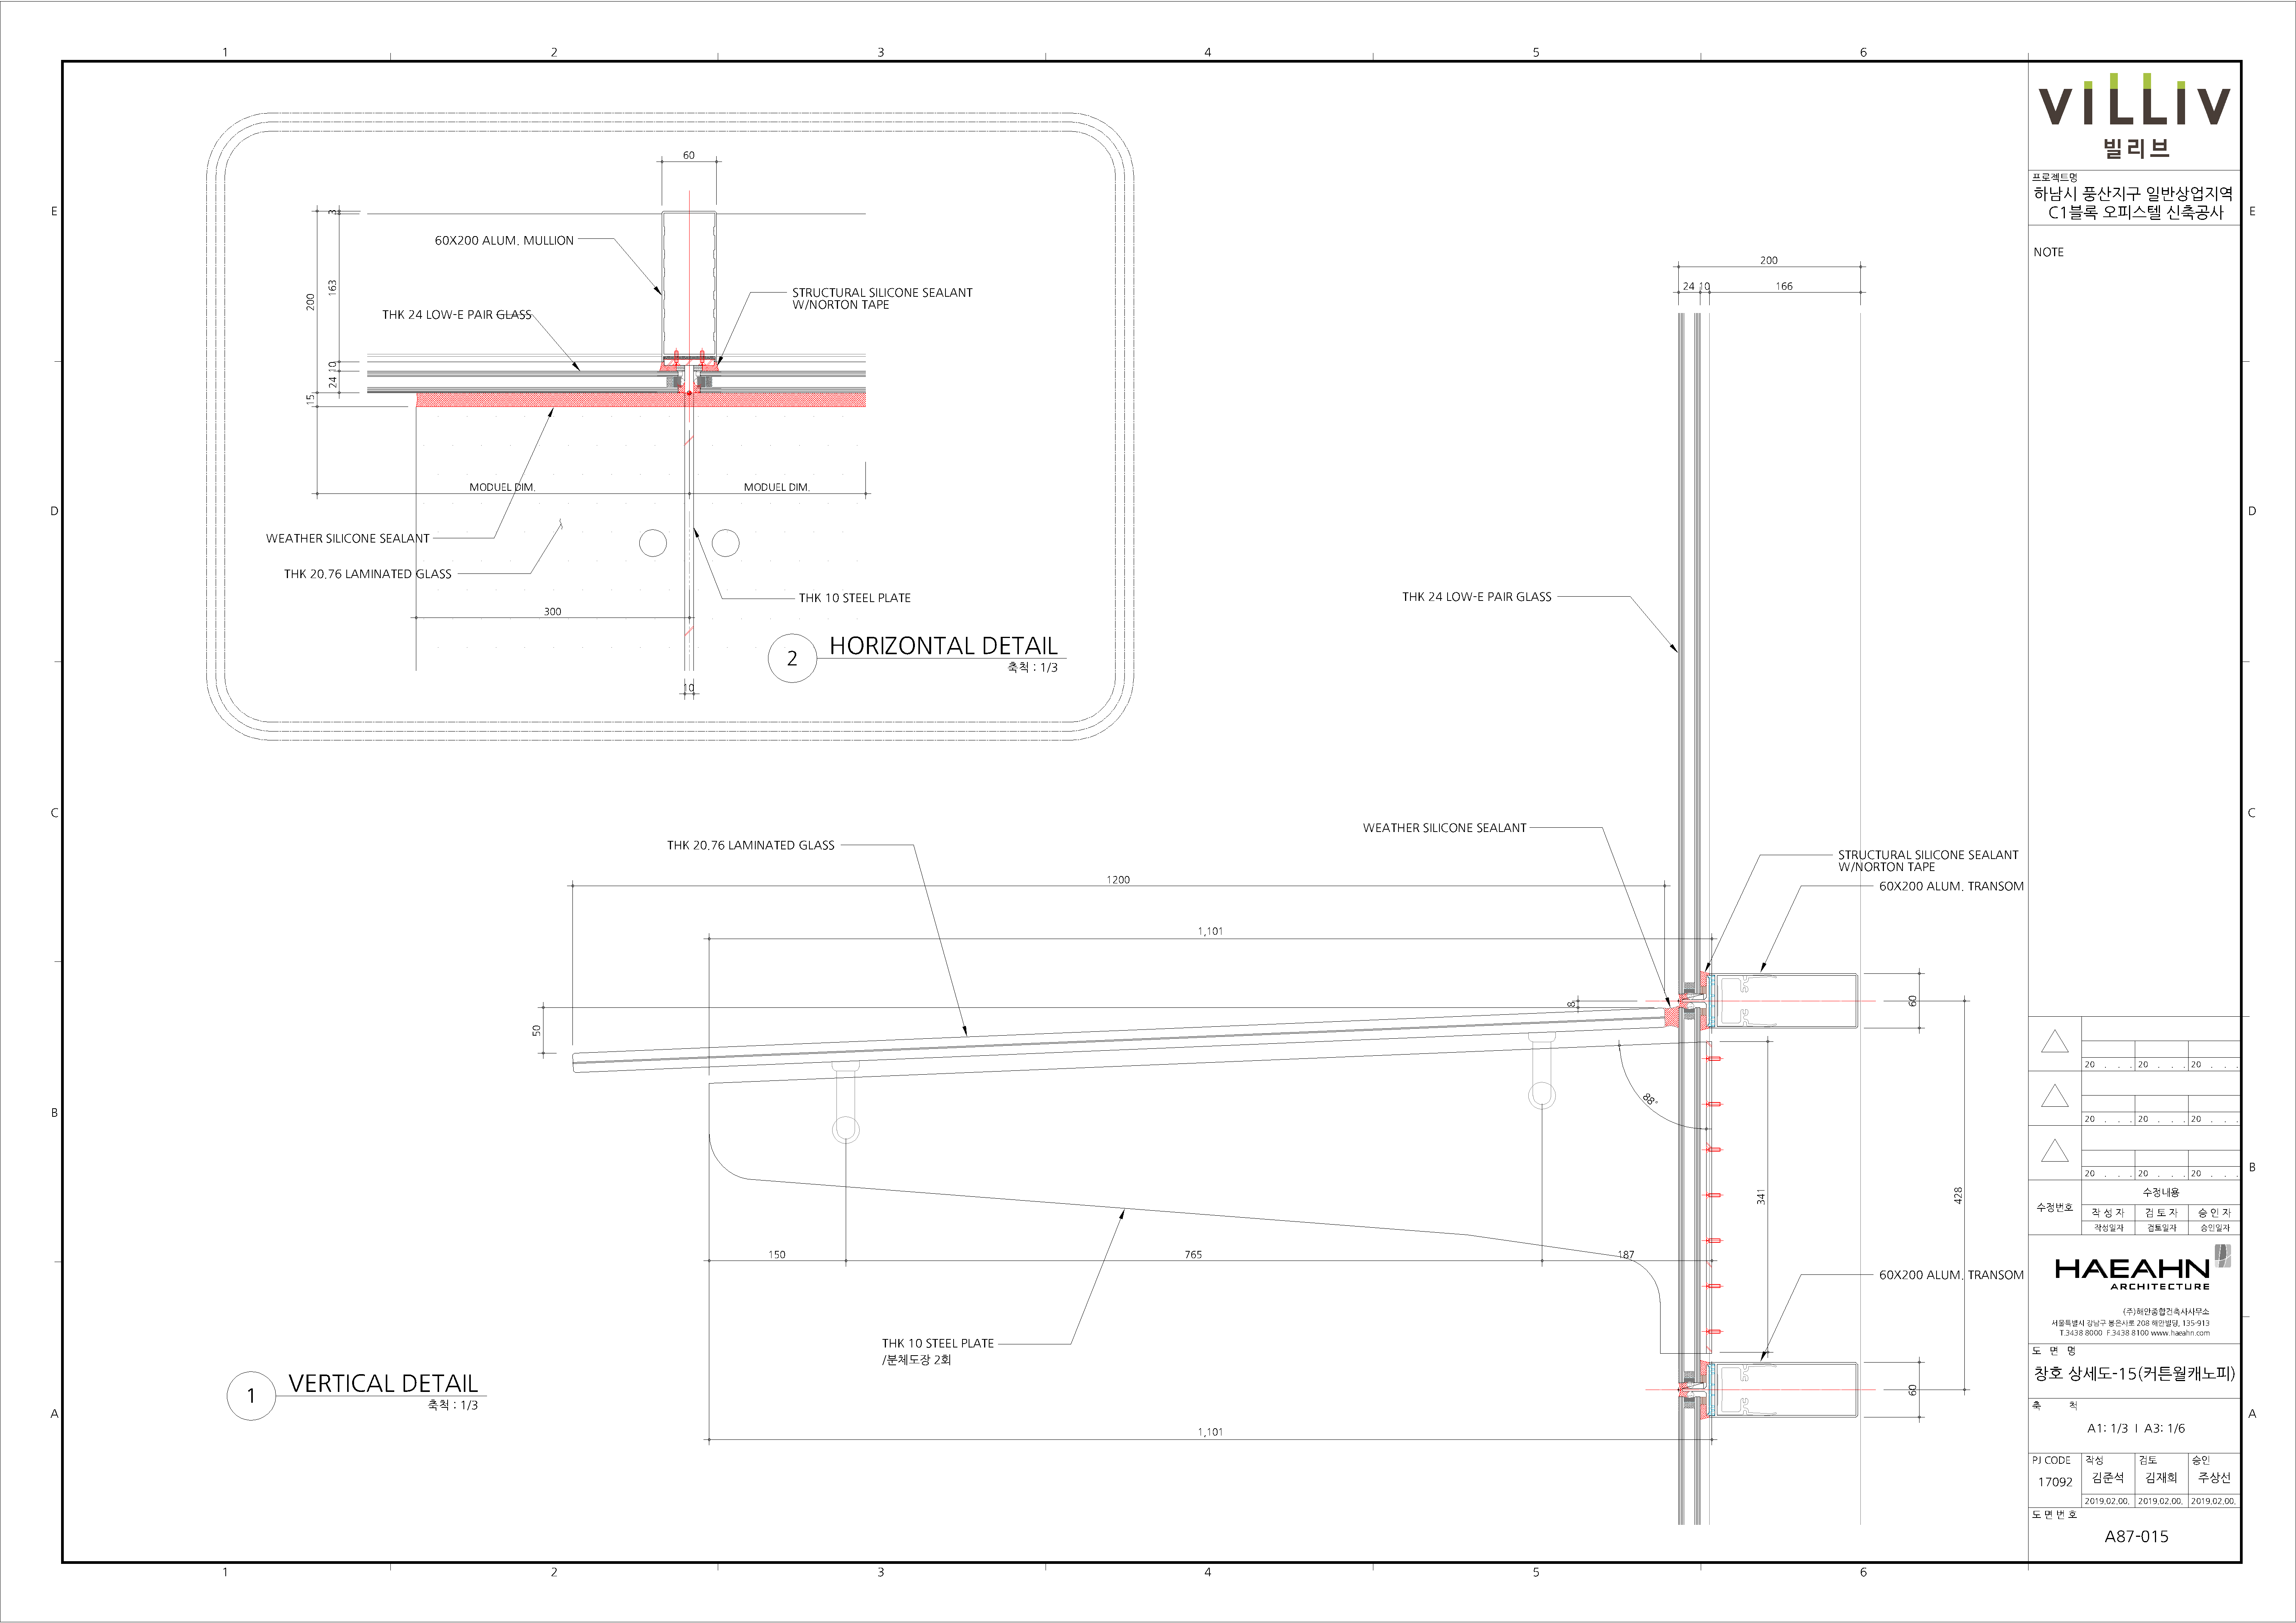 1 2 3 4 5 6
E
D
C
B
A
60
3
163
200
10
24
15
60X200 ALUM. MULLION
THK 24 LOW-E PAIR GLASS
STRUCTURAL SILICONE SEALANT
W/NORTON TAPE
MODUEL DIM.
MODUEL DIM.
WEATHER SILICONE SEALANT
THK 20.76 LAMINATED GLASS
THK 10 STEEL PLATE
300
10
2
HORIZONTAL DETAIL
축척 : 1/3
200
24 10 166
THK 24 LOW-E PAIR GLASS
WEATHER SILICONE SEALANT
THK 20.76 LAMINATED GLASS
STRUCTURAL SILICONE SEALANT
W/NORTON TAPE
60X200 ALUM. TRANSOM
1200
1,101
8
50
60
88°
341
428
150
765
187
60X200 ALUM. TRANSOM
THK 10 STEEL PLATE
/분체도장 2회
60
1,101
1
VERTICAL DETAIL
축척 : 1/3
1 2 3 4 5 6
E
D
C
B
A
VILLIV
빌리브
프로젝트명
하남시 풍산지구 일반상업지역
C1블록 오피스텔 신축공사
NOTE
20 . . . 20 . . . 20 . . .
20 . . . 20 . . . 20 . . .
20 . . . 20 . . . 20 . . .
수정번호
수정내용
작 성 자 검 토 자 승 인 자
작성일자 검토일자 승인일자
HAEAHN
ARCHITECTURE
(주)해안종합건축사사무소
서울특별시 강남구 봉은사로 208 해안빌딩, 135-913
T.3438 8000 F.3438 8100 www.haeahn.com
도 면 명
창호 상세도-15(커튼월캐노피)
축 척
A1: 1/3 I A3: 1/6
PJ CODE 작성 검토 승인
17092 김준석 김재희 주상선
2019.02.00. 2019.02.00. 2019.02.00.
도 면 번 호
A87-015